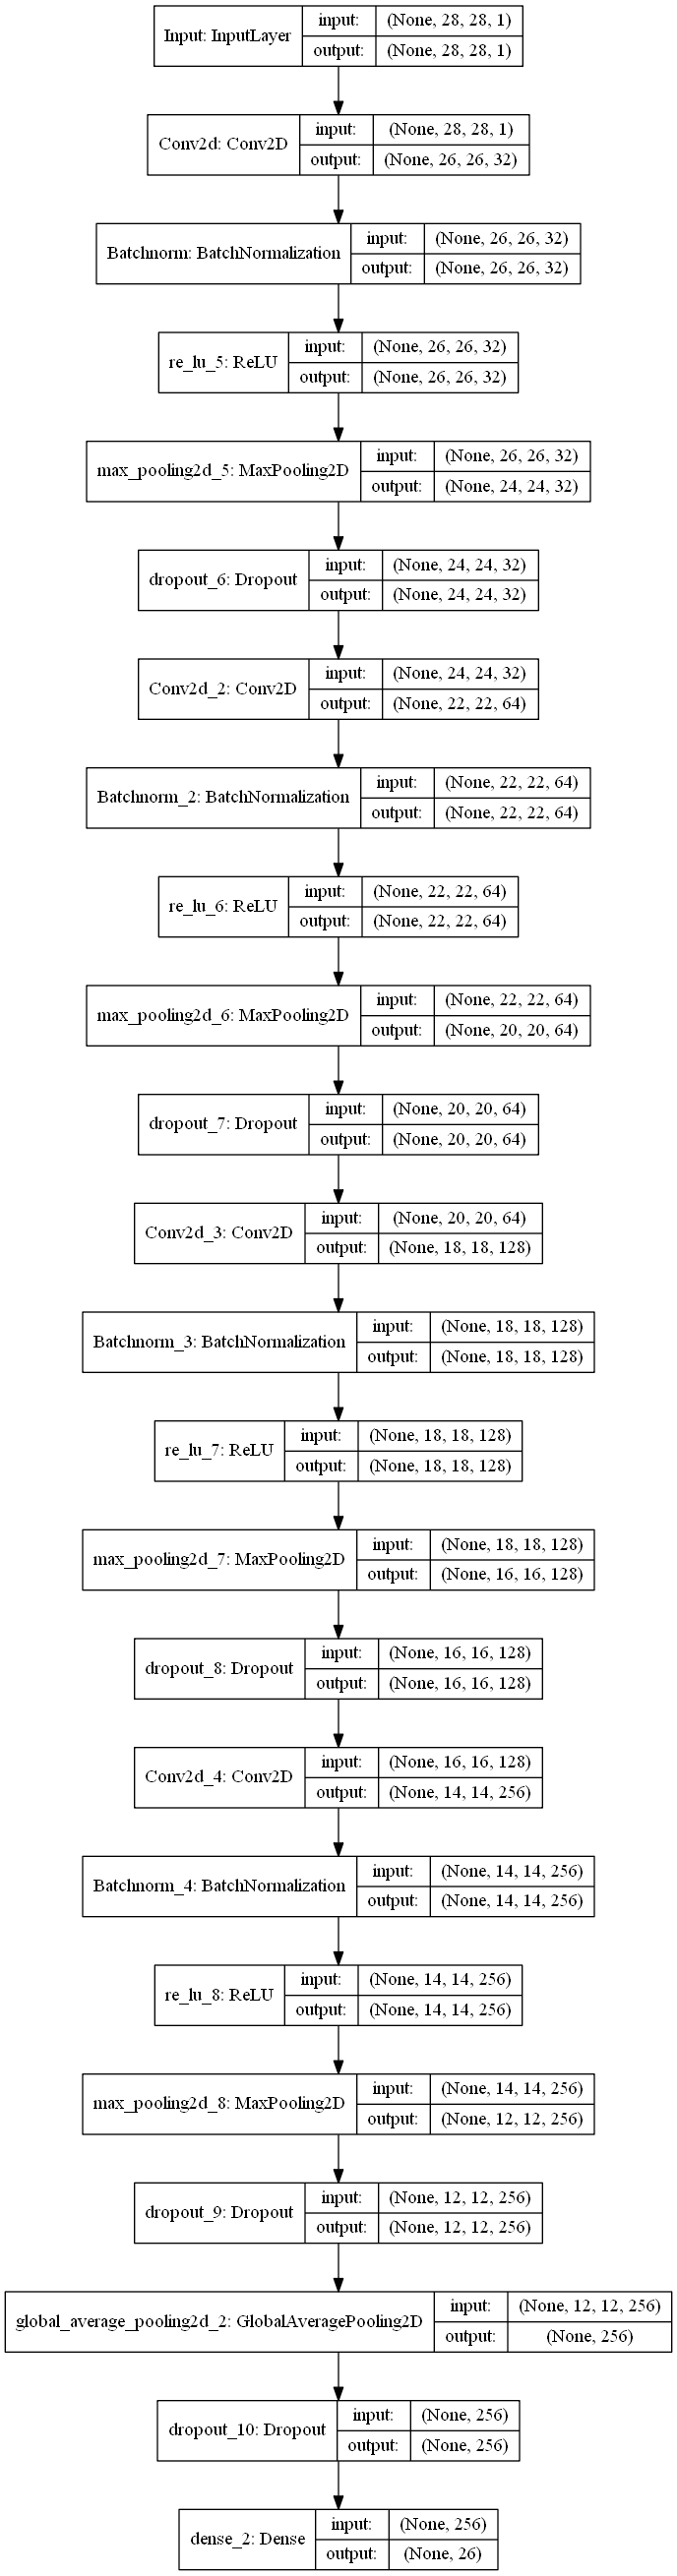 Input: InputLayer
input: (None, 28, 28, 1)
output: (None, 28, 28, 1)
Conv2d: Conv2D
input: (None, 28, 28, 1)
output: (None, 26, 26, 32)
Batchnorm: BatchNormalization
input: (None, 26, 26, 32)
output: (None, 26, 26, 32)
re_lu_5: ReLU
input: (None, 26, 26, 32)
output: (None, 26, 26, 32)
max_pooling2d_5: MaxPooling2D
input: (None, 26, 26, 32)
output: (None, 24, 24, 32)
dropout_6: Dropout
input: (None, 24, 24, 32)
output: (None, 24, 24, 32)
Conv2d_2: Conv2D
input: (None, 24, 24, 32)
output: (None, 22, 22, 64)
Batchnorm_2: BatchNormalization
input: (None, 22, 22, 64)
output: (None, 22, 22, 64)
re_lu_6: ReLU
input: (None, 22, 22, 64)
output: (None, 22, 22, 64)
max_pooling2d_6: MaxPooling2D
input: (None, 22, 22, 64)
output: (None, 20, 20, 64)
dropout_7: Dropout
input: (None, 20, 20, 64)
output: (None, 20, 20, 64)
Conv2d_3: Conv2D
input: (None, 20, 20, 64)
output: (None, 18, 18, 128)
Batchnorm_3: BatchNormalization
input: (None, 18, 18, 128)
output: (None, 18, 18, 128)
re_lu_7: ReLU
input: (None, 18, 18, 128)
output: (None, 18, 18, 128)
max_pooling2d_7: MaxPooling2D
input: (None, 18, 18, 128)
output: (None, 16, 16, 128)
dropout_8: Dropout
input: (None, 16, 16, 128)
output: (None, 16, 16, 128)
Conv2d_4: Conv2D
input: (None, 16, 16, 128)
output: (None, 14, 14, 256)
Batchnorm_4: BatchNormalization
input: (None, 14, 14, 256)
output: (None, 14, 14, 256)
re_lu_8: ReLU
input: (None, 14, 14, 256)
output: (None, 14, 14, 256)
max_pooling2d_8: MaxPooling2D
input: (None, 14, 14, 256)
output: (None, 12, 12, 256)
dropout_9: Dropout
input: (None, 12, 12, 256)
output: (None, 12, 12, 256)
global_average_pooling2d_2: GlobalAveragePooling2D
input: (None, 12, 12, 256)
output: (None, 256)
dropout_10: Dropout
input: (None, 256)
output: (None, 256)
dense_2: Dense
input: (None, 256)
output: (None, 26)